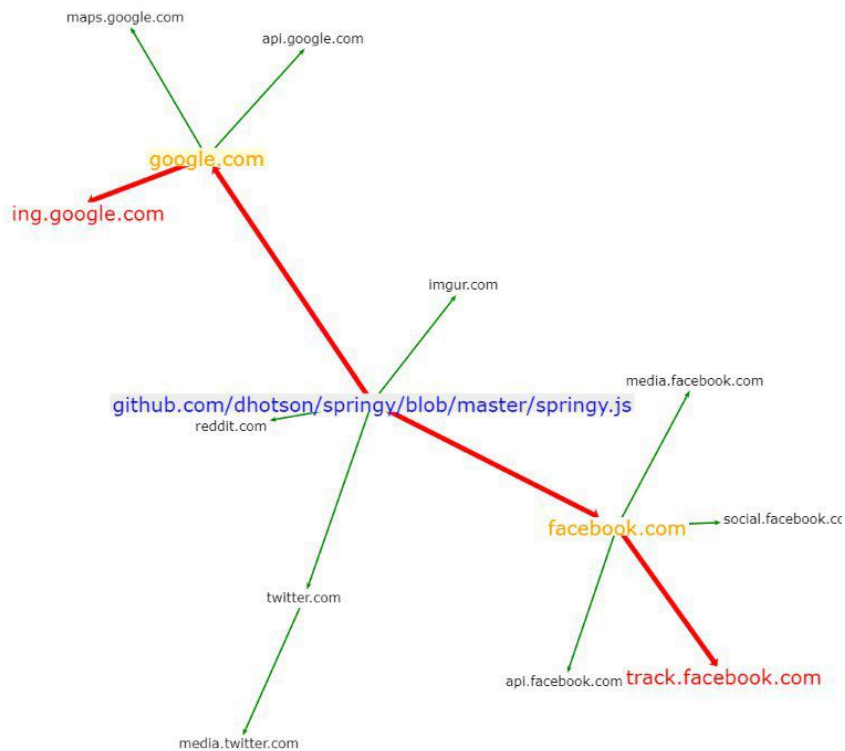 maps.google.com
api.google.com
google.com
ing.google.com
imgur.com
media.facebook.com
github.com/dhotson/springy/blob/master/springy.js
reddit.com
social.facebook.co
facebook.com
twitter.com
api.facebook.com
track.facebook.com
media.twitter.com